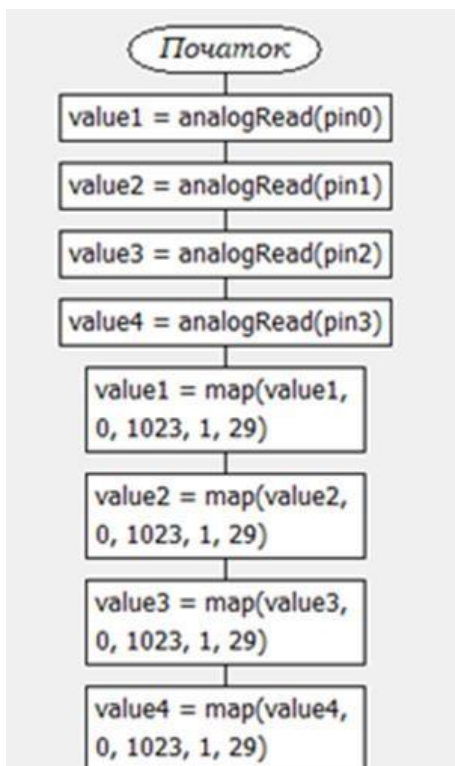 Початок
value1 = analogRead(pin0)
value2 = analogRead(pin1)
value3 = analogRead(pin2)
value4 = analogRead(pin3)
value1 = map(value1,
0, 1023, 1, 29)
value2 = map(value2,
0, 1023, 1, 29)
value3 = map(value3,
0, 1023, 1, 29)
value4 = map(value4,
0, 1023, 1, 29)